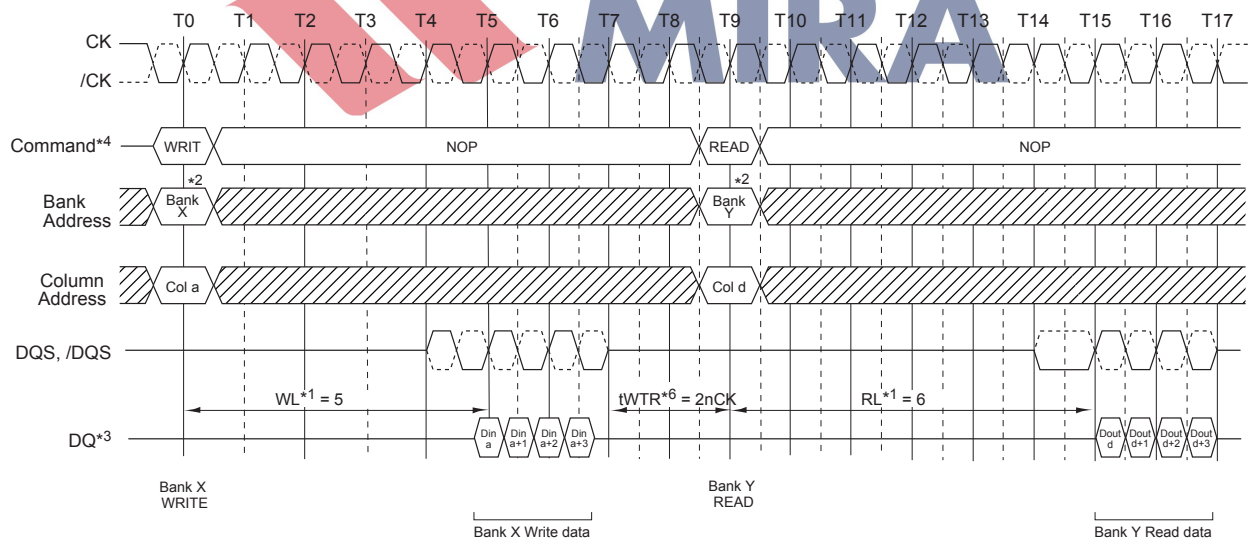 MIRA
T0 T1 T2 T3 T4 T5 T6 T7 T8 T9 T10 T11 T12 T13 T14 T15 T16 T17
CK
/CK
Command*4 WRIT NOP READ NOP
*2 *2
Bank Address Bank X Bank Y
Column Address Col a Col d
DQS, /DQS
WL*1 = 5 tWTR*6 = 2nCK RL*1 = 6
DQ*3 Din a Din a+1 Din a+2 Din a+3 Dout d Dout d+1 Dout d+2 Dout d+3
Bank X WRITE Bank Y READ
Bank X Write data Bank Y Read data